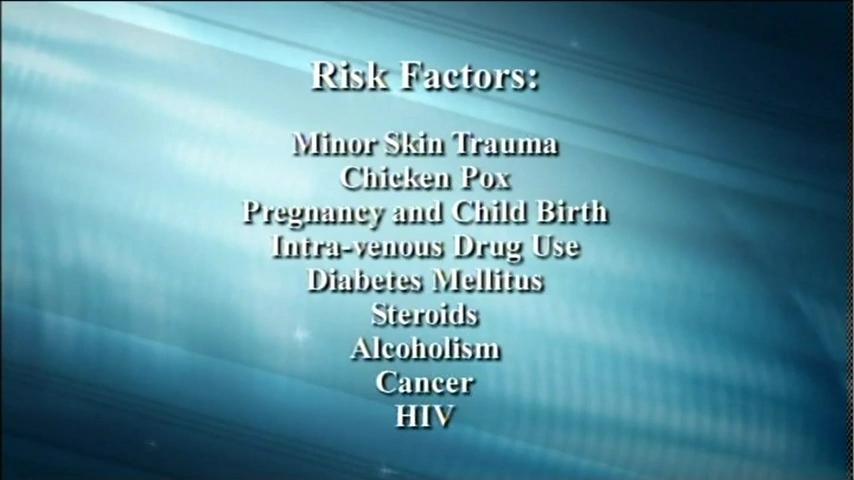 Risk Factors:
Minor Skin Trauma
Chicken Pox
Pregnancy and Child Birth
Intra-venous Drug Use
Diabetes Mellitus
Steroids
Alcoholism
Cancer
HIV